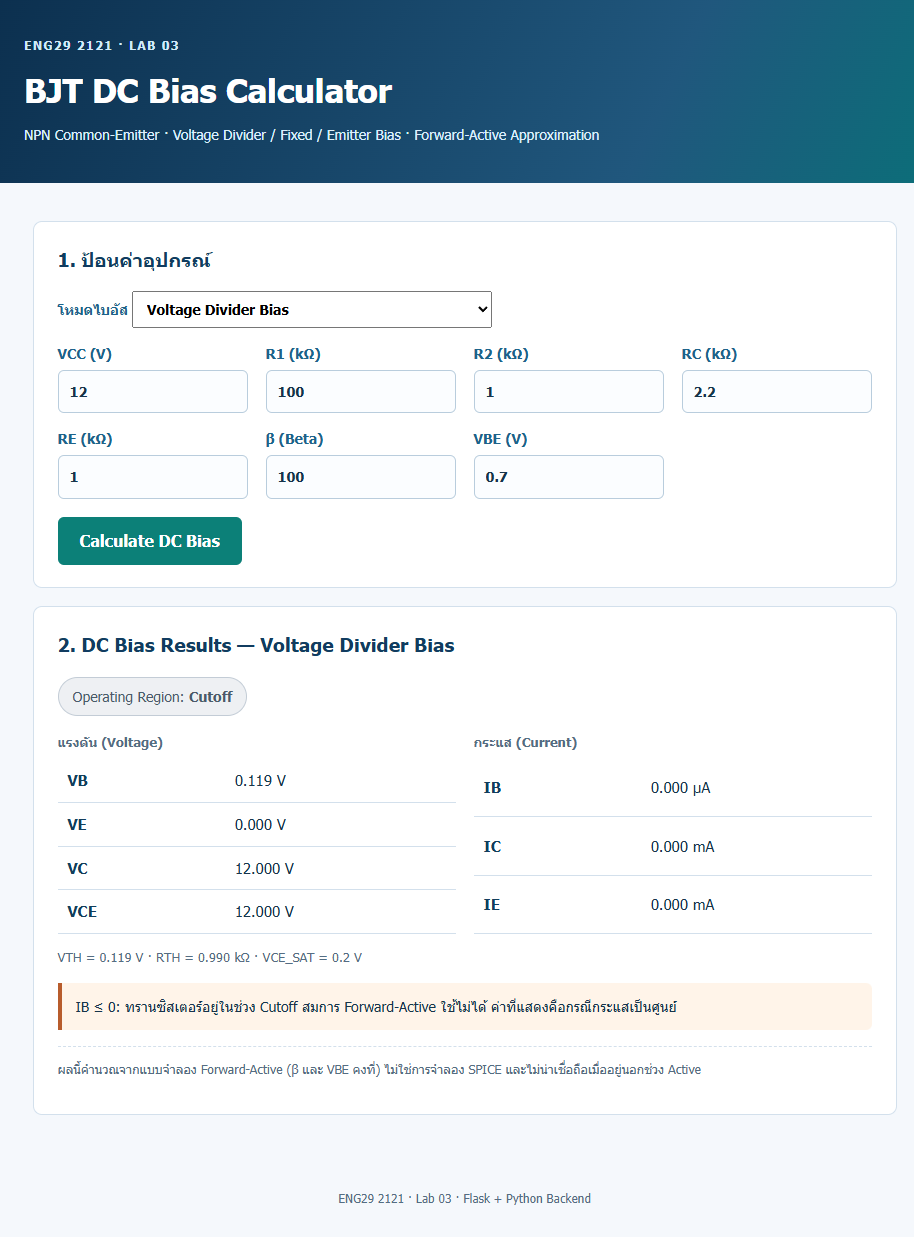 ENG29 2121 · LAB 03
BJT DC Bias Calculator
NPN Common-Emitter · Voltage Divider / Fixed / Emitter Bias · Forward-Active Approximation
1. ป้อนค่าอุปกรณ์
โหมดไบอัส Voltage Divider Bias
VCC (V) R1 (kΩ) R2 (kΩ) RC (kΩ)
12 100 1 2.2
RE (kΩ) β (Beta) VBE (V)
1 100 0.7
Calculate DC Bias
2. DC Bias Results — Voltage Divider Bias
Operating Region: Cutoff
แรงดัน (Voltage)
VB 0.119 V
VE 0.000 V
VC 12.000 V
VCE 12.000 V
กระแส (Current)
IB 0.000 µA
IC 0.000 mA
IE 0.000 mA
VTH = 0.119 V · RTH = 0.990 kΩ · VCE_SAT = 0.2 V
IB ≤ 0: ทรานซิสเตอร์อยู่ในช่วง Cutoff สมการ Forward-Active ใช้ไม่ได้ ค่าที่แสดงคือกรณีกระแสเป็นศูนย์
ผลนี้คำนวณจากแบบจำลอง Forward-Active (β และ VBE คงที่) ไม่ใช่การจำลอง SPICE และไม่น่าเชื่อถือเมื่ออยู่นอกช่วง Active
ENG29 2121 · Lab 03 · Flask + Python Backend